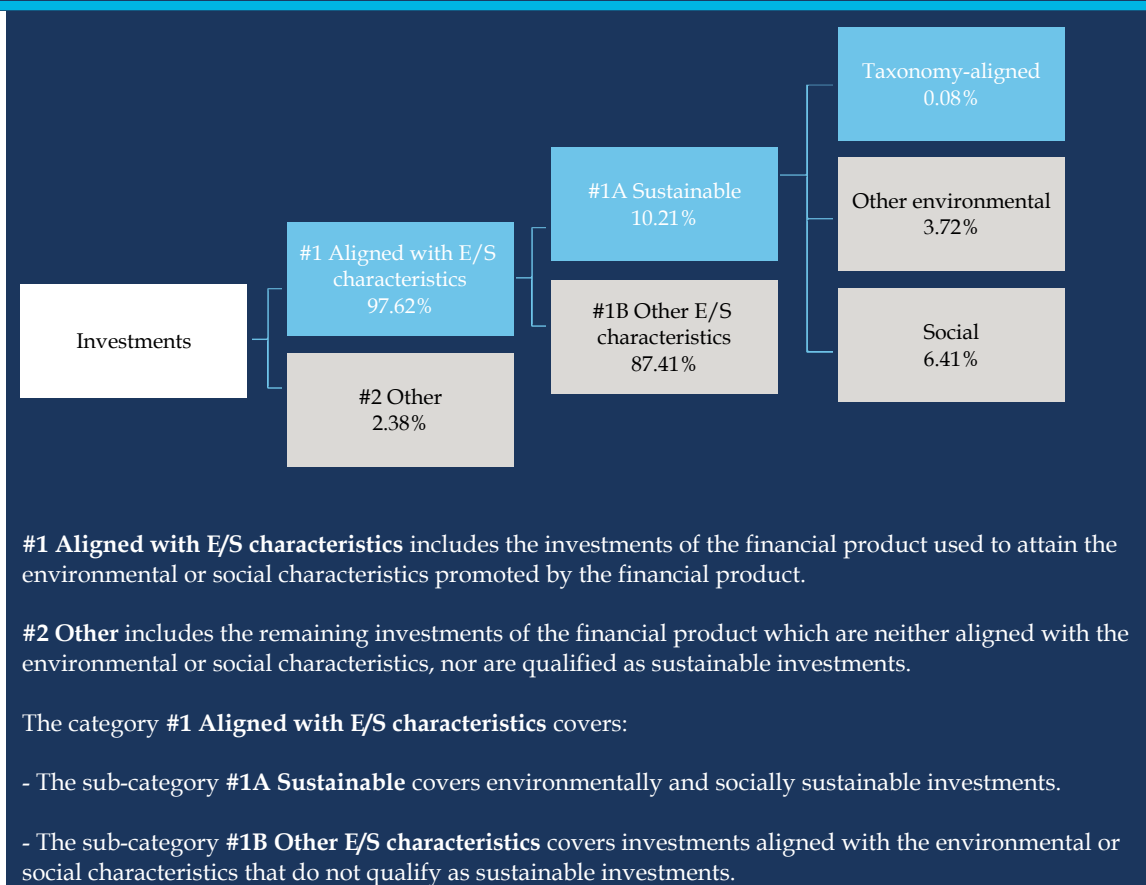 Taxonomy-aligned
0.08%
#1A Sustainable
10.21%
Other environmental
3.72%
#1 Aligned with E/S
characteristics
97.62%
Investments
#1B Other E/S
characteristics
87.41%
Social
6.41%
#2 Other
2.38%
#1 Aligned with E/S characteristics includes the investments of the financial product used to attain the
environmental or social characteristics promoted by the financial product.
#2 Other includes the remaining investments of the financial product which are neither aligned with the
environmental or social characteristics, nor are qualified as sustainable investments.
The category #1 Aligned with E/S characteristics covers:
- The sub-category #1A Sustainable covers environmentally and socially sustainable investments.
- The sub-category #1B Other E/S characteristics covers investments aligned with the environmental or
social characteristics that do not qualify as sustainable investments.